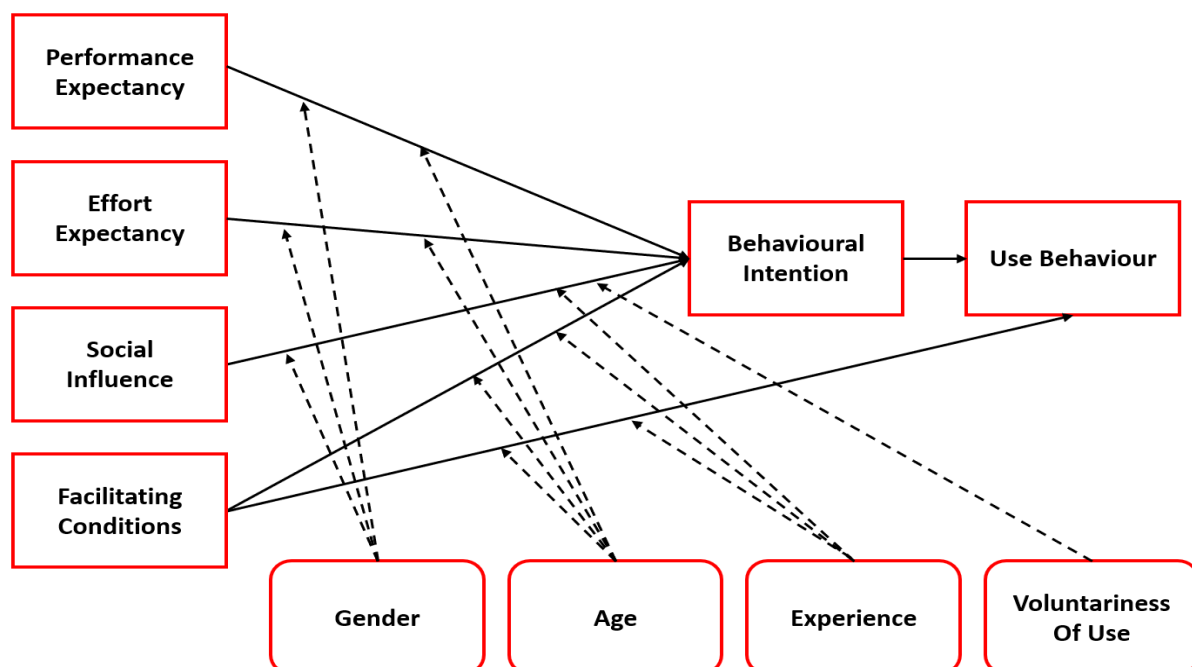 Performance
Expectancy
Effort
Expectancy
Social
Influence
Facilitating
Conditions
Behavioural
Intention
Use Behaviour
Gender
Age
Experience
Voluntariness
Of Use